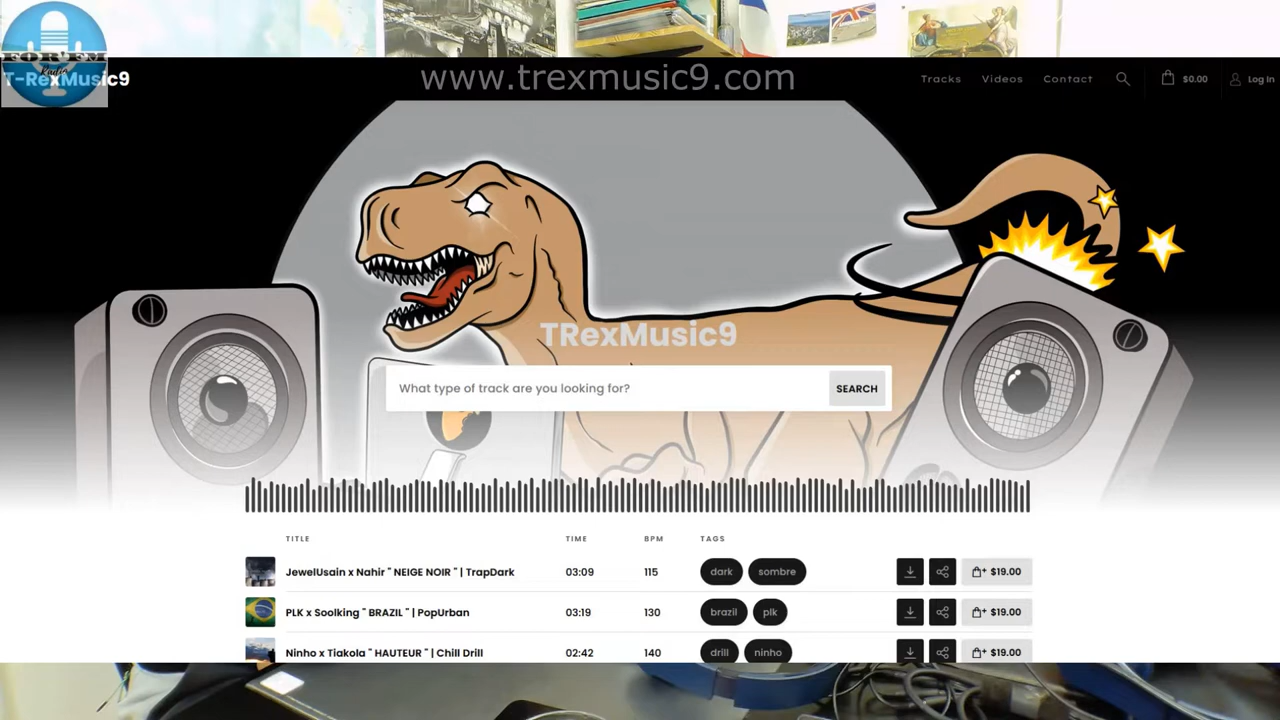 FOR'FM
Radio
T-RexMusic9
www.trexmusic9.com
Tracks
Videos
Contact
$0.00
Log In
TRexMusic9
What type of track are you looking for?
SEARCH
TITLE
TIME
BPM
TAGS
JewelUsain x Nahir " NEIGE NOIR " | TrapDark
03:09
115
dark
sombre
$19.00
PLK x Soolking " BRAZIL " | PopUrban
03:19
130
brazil
plk
$19.00
Ninho x Tiakola " HAUTEUR " | Chill Drill
02:42
140
drill
ninho
$19.00